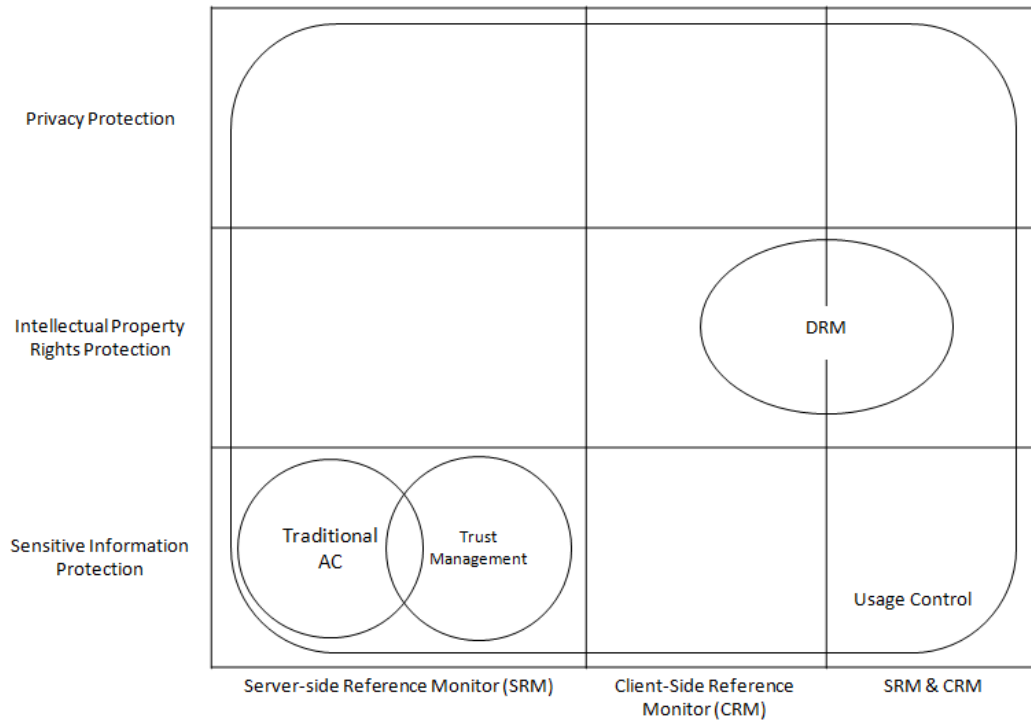 Privacy Protection
Intellectual Property
Rights Protection
DRM
Sensitive Information
Protection
Traditional
AC
Trust
Management
Usage Control
Server-side Reference Monitor (SRM)
Client-Side Reference
Monitor (CRM)
SRM & CRM